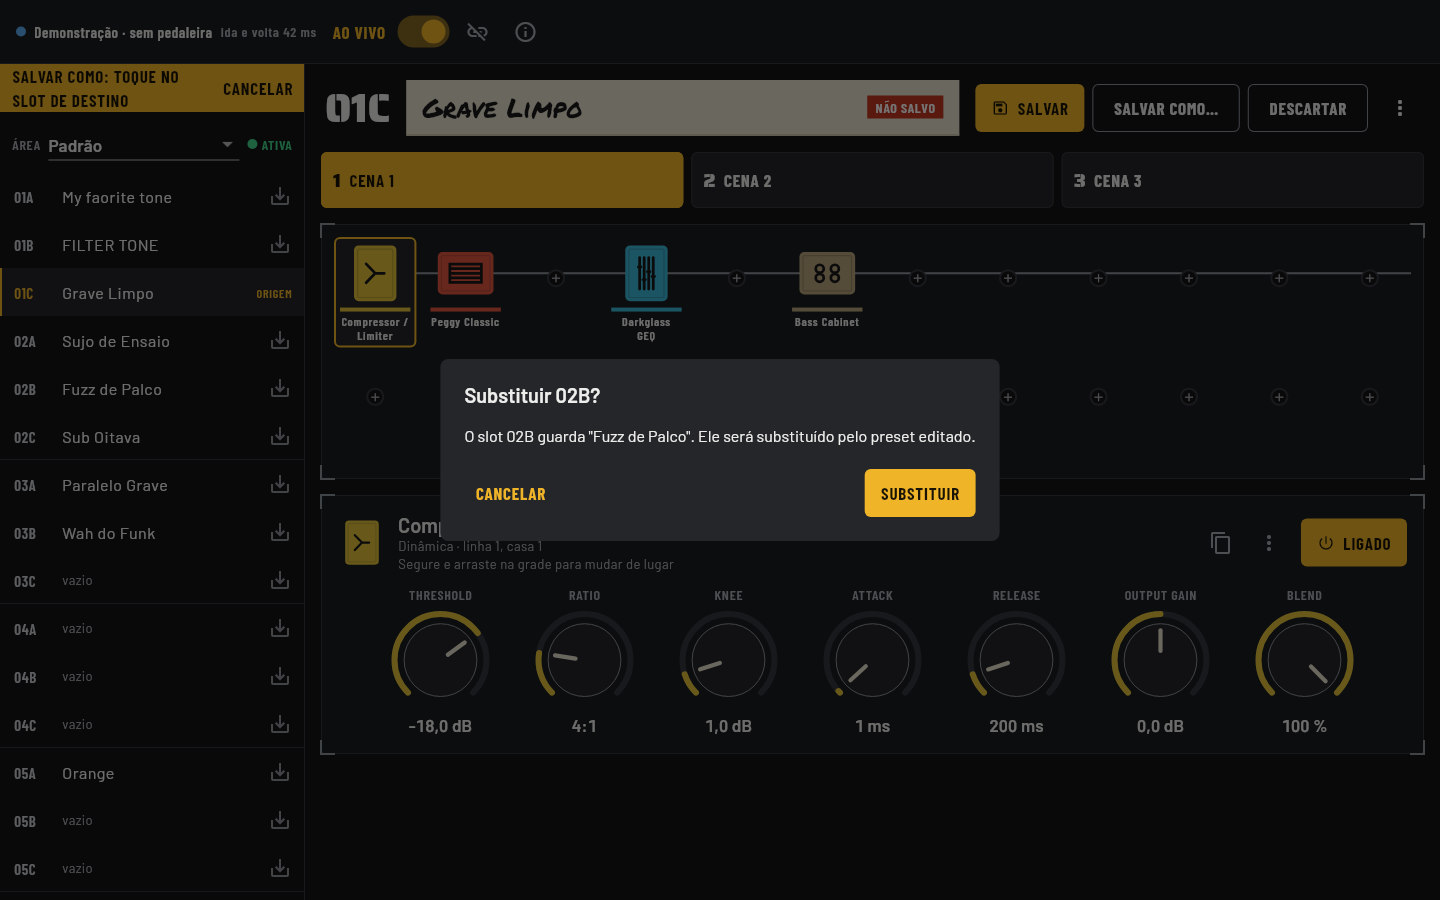 Demonstração · sem pedaleira Ida e volta 42 ms AO VIVO
SALVAR COMO: TOQUE NO
SLOT DE DESTINO
CANCELAR
ÁREA Padrão ATIVA
01A My faorite tone
01B FILTER TONE
01C Grave Limpo ORIGEM
02A Sujo de Ensaio
02B Fuzz de Palco
02C Sub Oitava
03A Paralelo Grave
03B Wah do Funk
03C vazio
04A vazio
04B vazio
04C vazio
05A Orange
05B vazio
05C vazio
01C Grave Limpo NÃO SALVO SALVAR SALVAR COMO... DESCARTAR
1 CENA 1
2 CENA 2
3 CENA 3
Compressor /
Limiter
Peggy Classic
Darkglass
GEQ
Bass Cabinet
Substituir 02B?
O slot 02B guarda "Fuzz de Palco". Ele será substituído pelo preset editado.
CANCELAR SUBSTITUIR
Dinâmica · linha 1, casa 1
Segure e arraste na grade para mudar de lugar
LIGADO
THRESHOLD RATIO KNEE ATTACK RELEASE OUTPUT GAIN BLEND
-18,0 dB 4:1 1,0 dB 1 ms 200 ms 0,0 dB 100 %